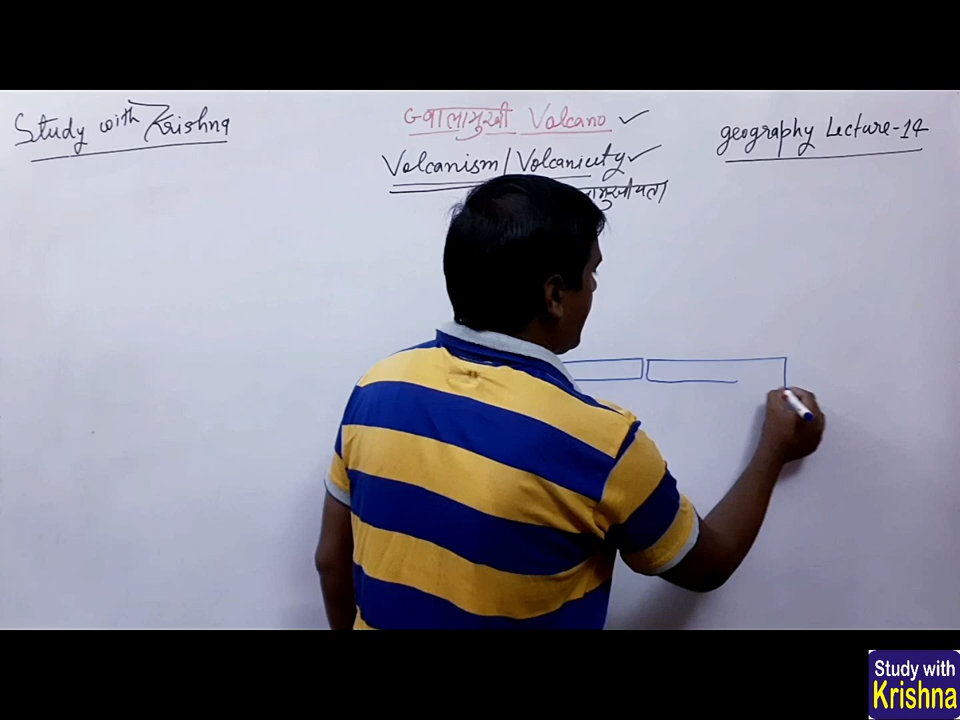 Study with Krishna
ज्वालामुखी Volcano
geography Lecture-14
Volcanism/Volcanicity
Study with
Krishna